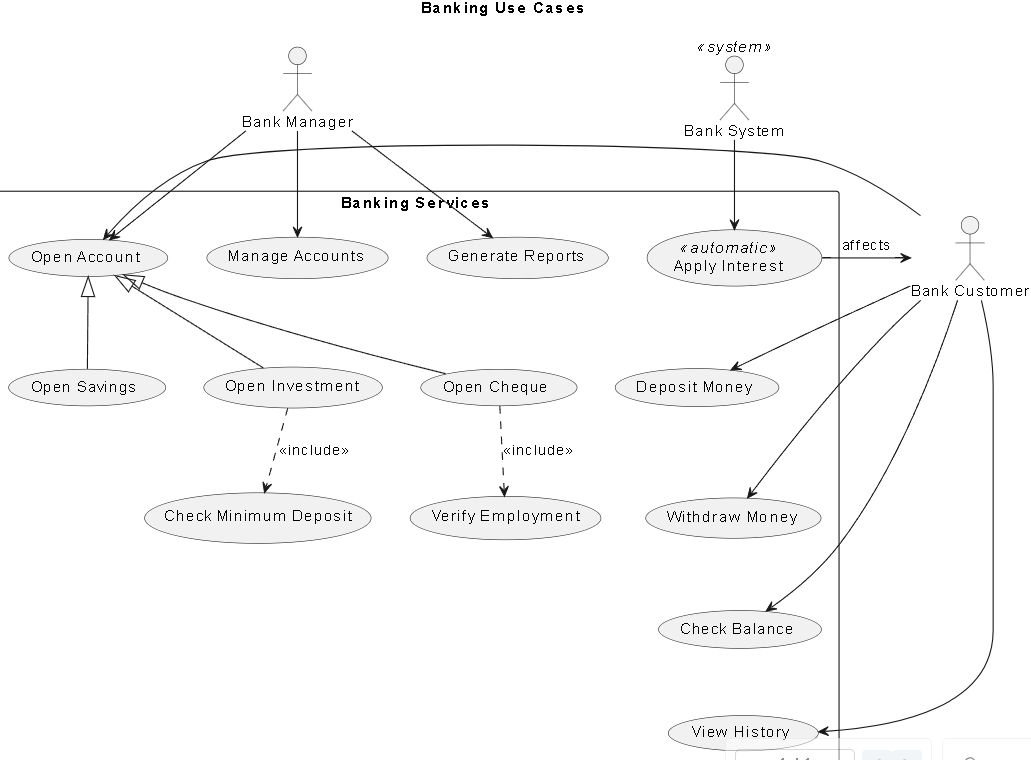 Banking Use Cases
«system»
Bank Manager
Bank System
Banking Services
Open Account
Manage Accounts
Generate Reports
«automatic»
Apply Interest
affects
Bank Customer
Open Savings
Open Investment
Open Cheque
Deposit Money
«include»
«include»
Check Minimum Deposit
Verify Employment
Withdraw Money
Check Balance
View History